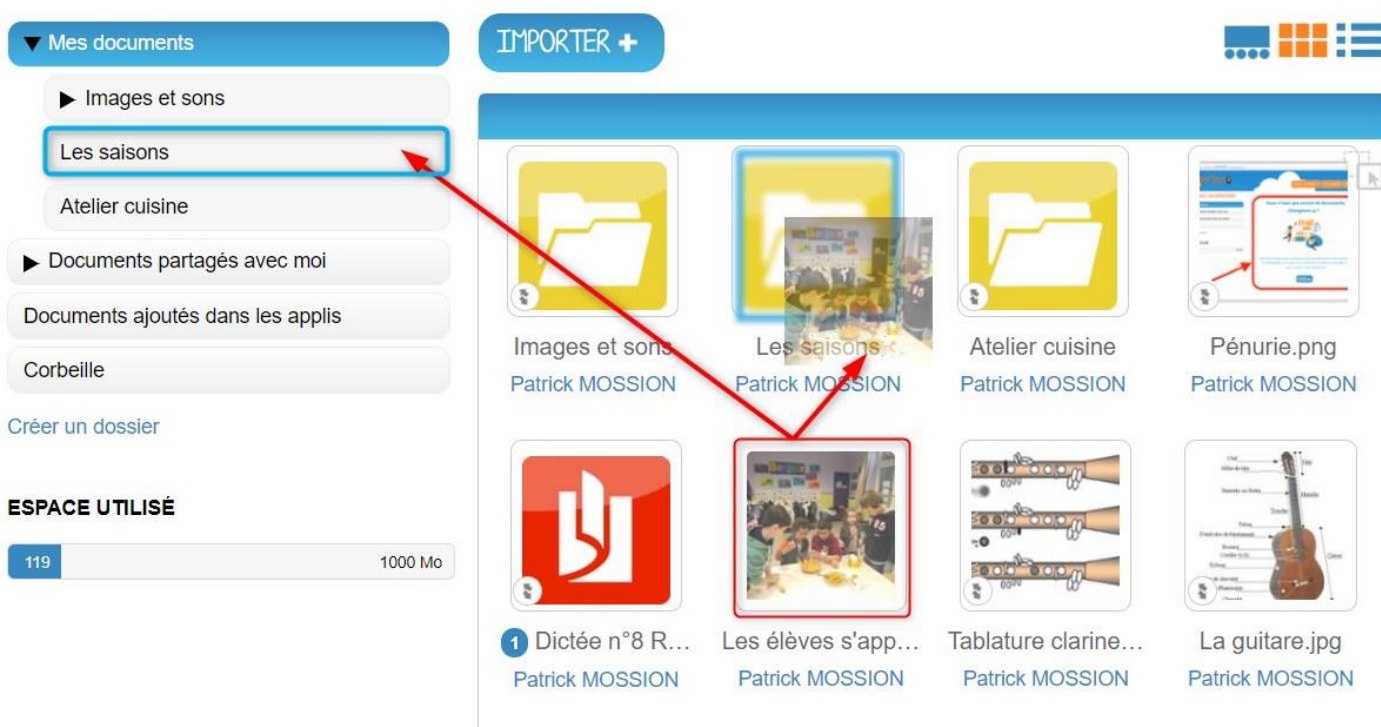 Mes documents
Images et sons
Les saisons
Atelier cuisine
Documents partagés avec moi
Documents ajoutés dans les applis
Corbeille
Créer un dossier
ESPACE UTILISÉ
119 1000 Mo
IMPORTER +
Images et sons
Les saisons
Atelier cuisine
Pénurie.png
Patrick MOSSION
Patrick MOSSION
Patrick MOSSION
Patrick MOSSION
1 Dictée n°8 R...
Les élèves s'app...
Tablature clarine...
La guitare.jpg
Patrick MOSSION
Patrick MOSSION
Patrick MOSSION
Patrick MOSSION